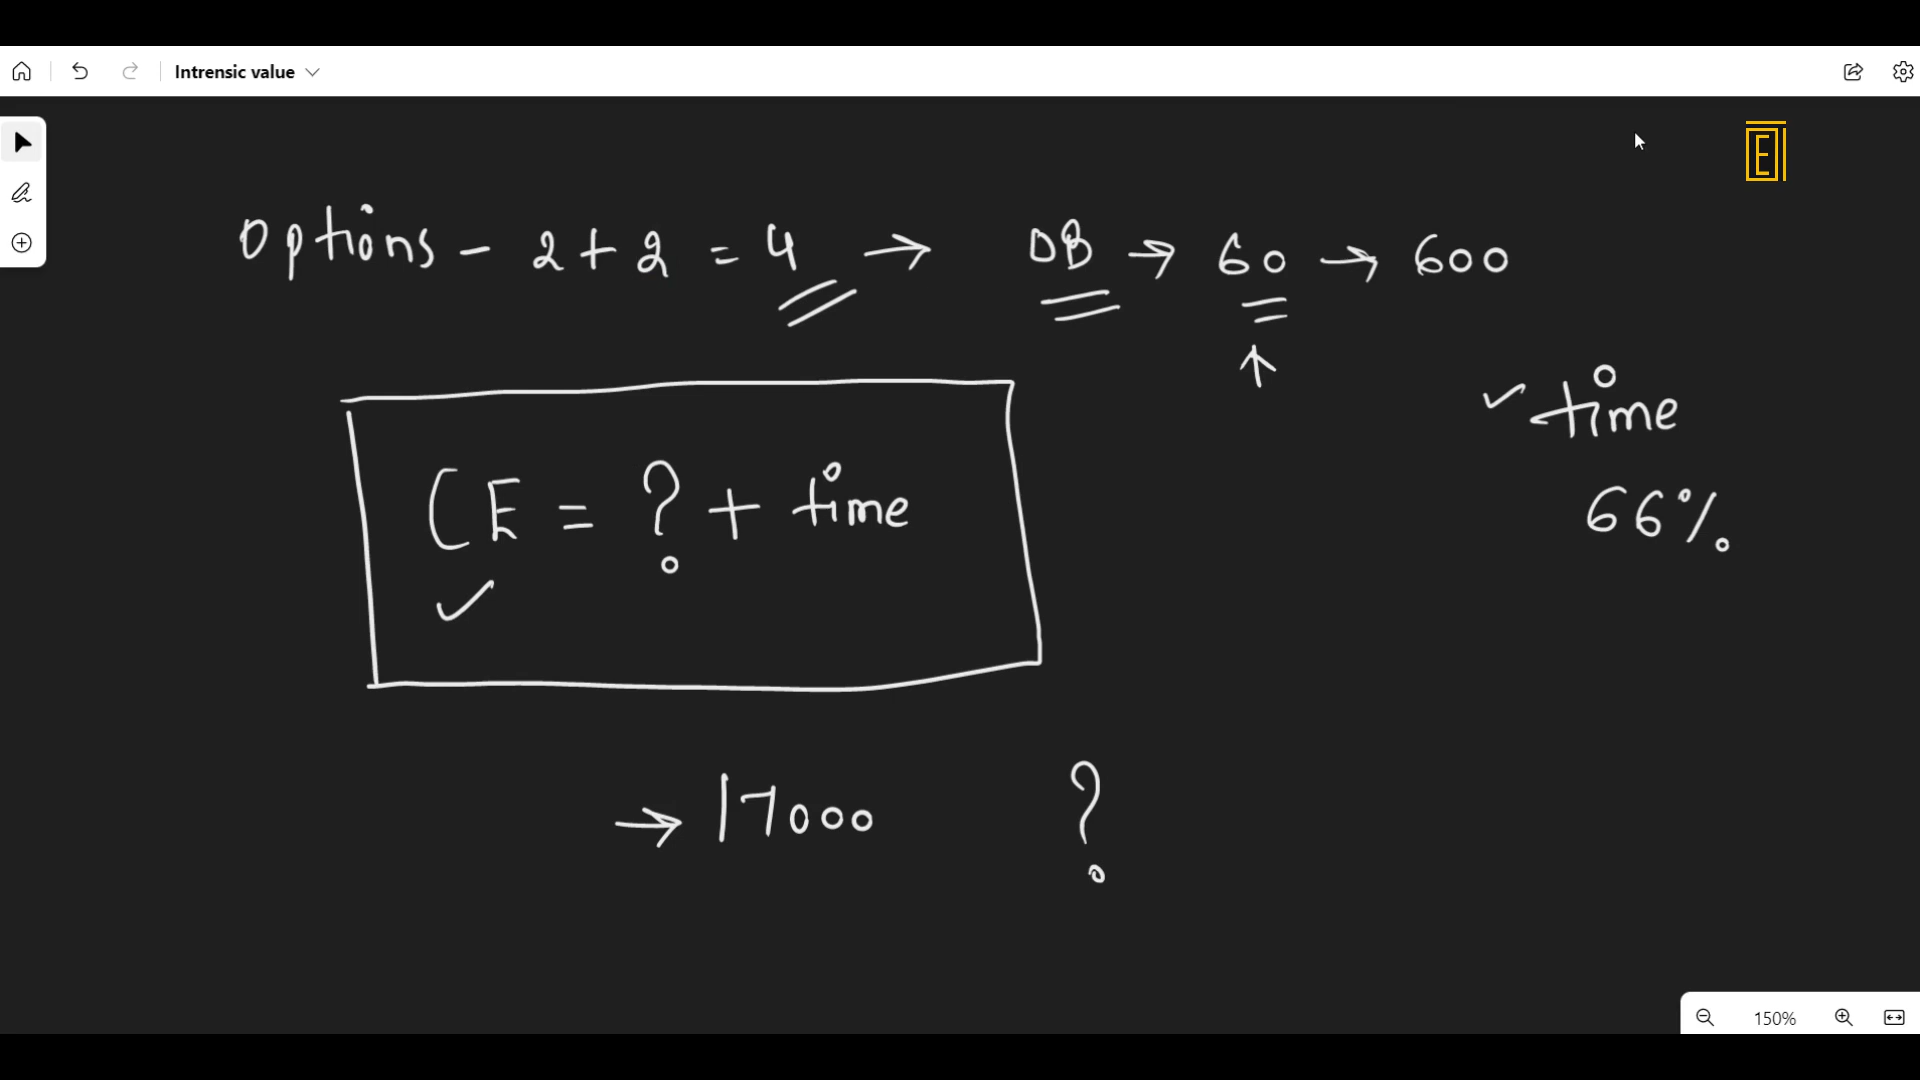 Intrensic value
E
Options - 2 + 2 = 4 → OB → 60 → 600
↑
✓ time
66%
CE = ? + time
✓
→ 17000 ?
150%